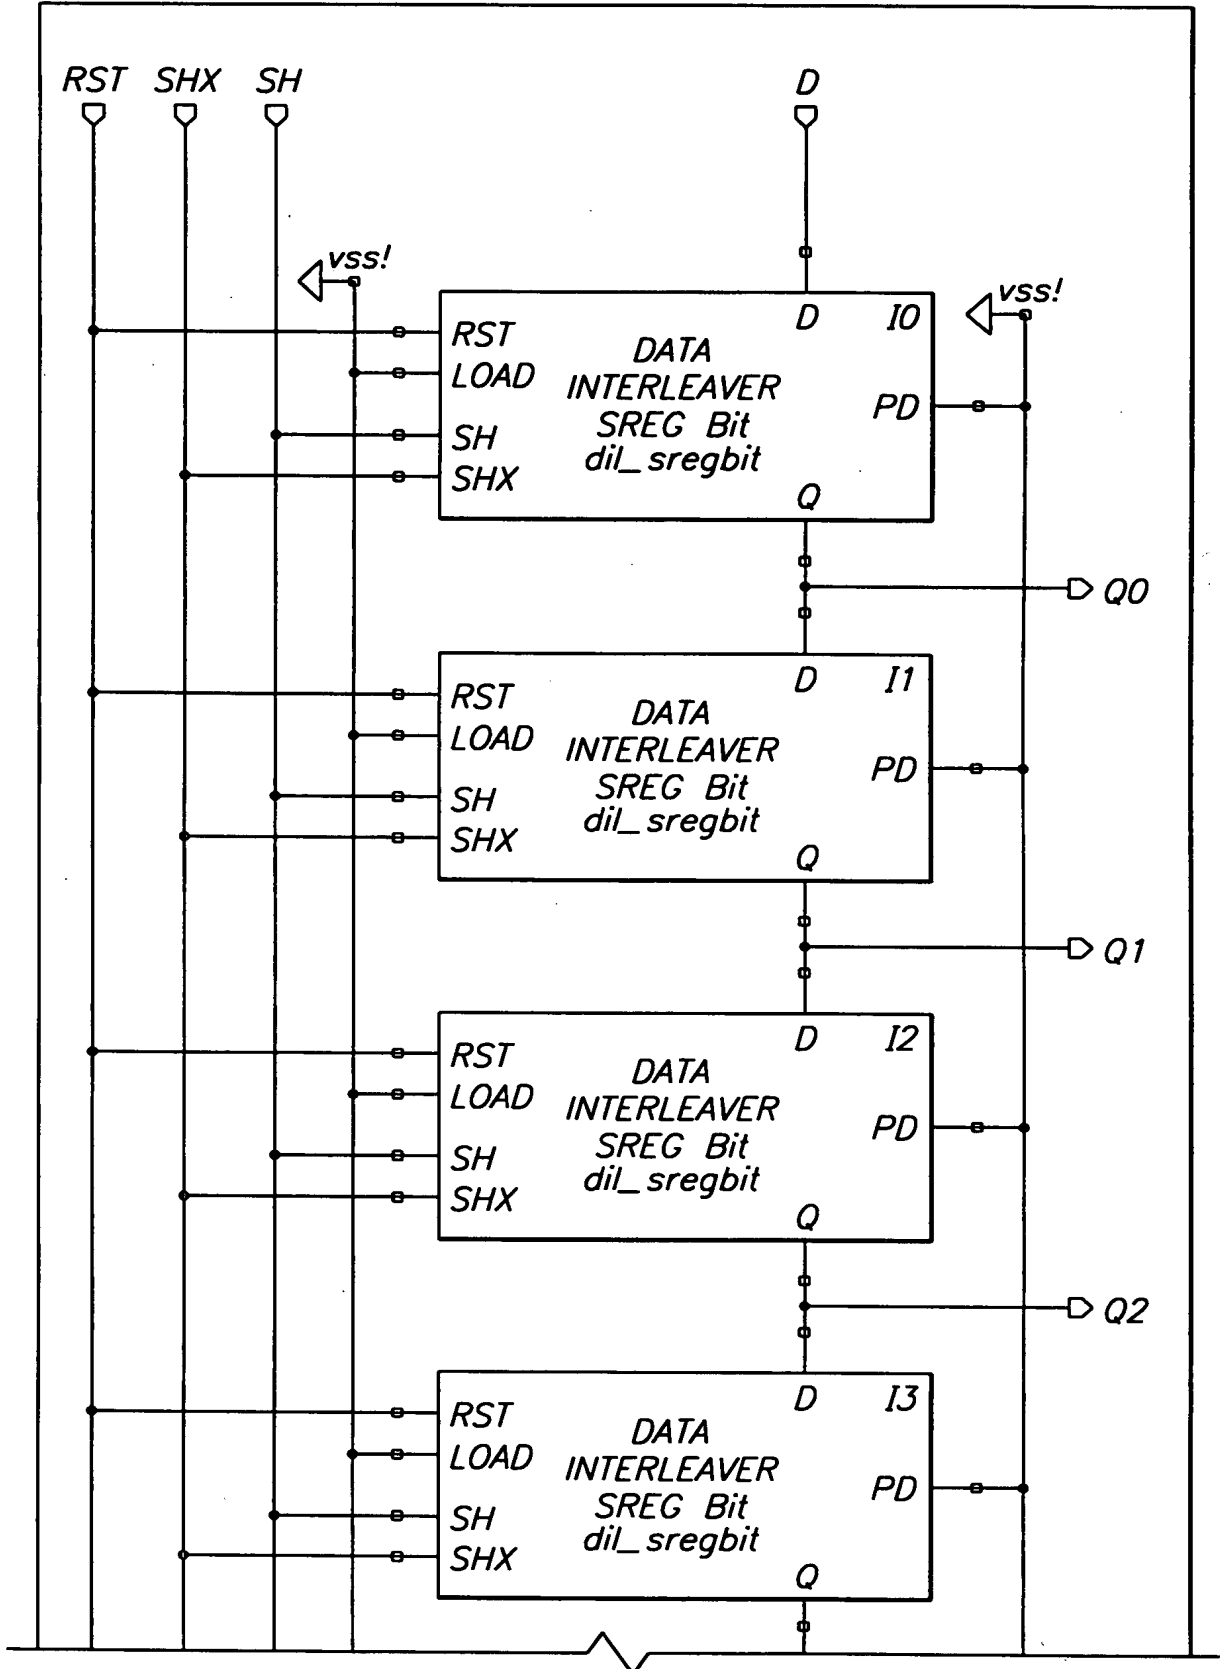 RST SHX SH D
vss!
vss!
D I0
RST
LOAD
SH
SHX
DATA
INTERLEAVER
SREG Bit
dil_sregbit
PD
Q
Q0
D I1
RST
LOAD
SH
SHX
DATA
INTERLEAVER
SREG Bit
dil_sregbit
PD
Q
Q1
D I2
RST
LOAD
SH
SHX
DATA
INTERLEAVER
SREG Bit
dil_sregbit
PD
Q
Q2
D I3
RST
LOAD
SH
SHX
DATA
INTERLEAVER
SREG Bit
dil_sregbit
PD
Q